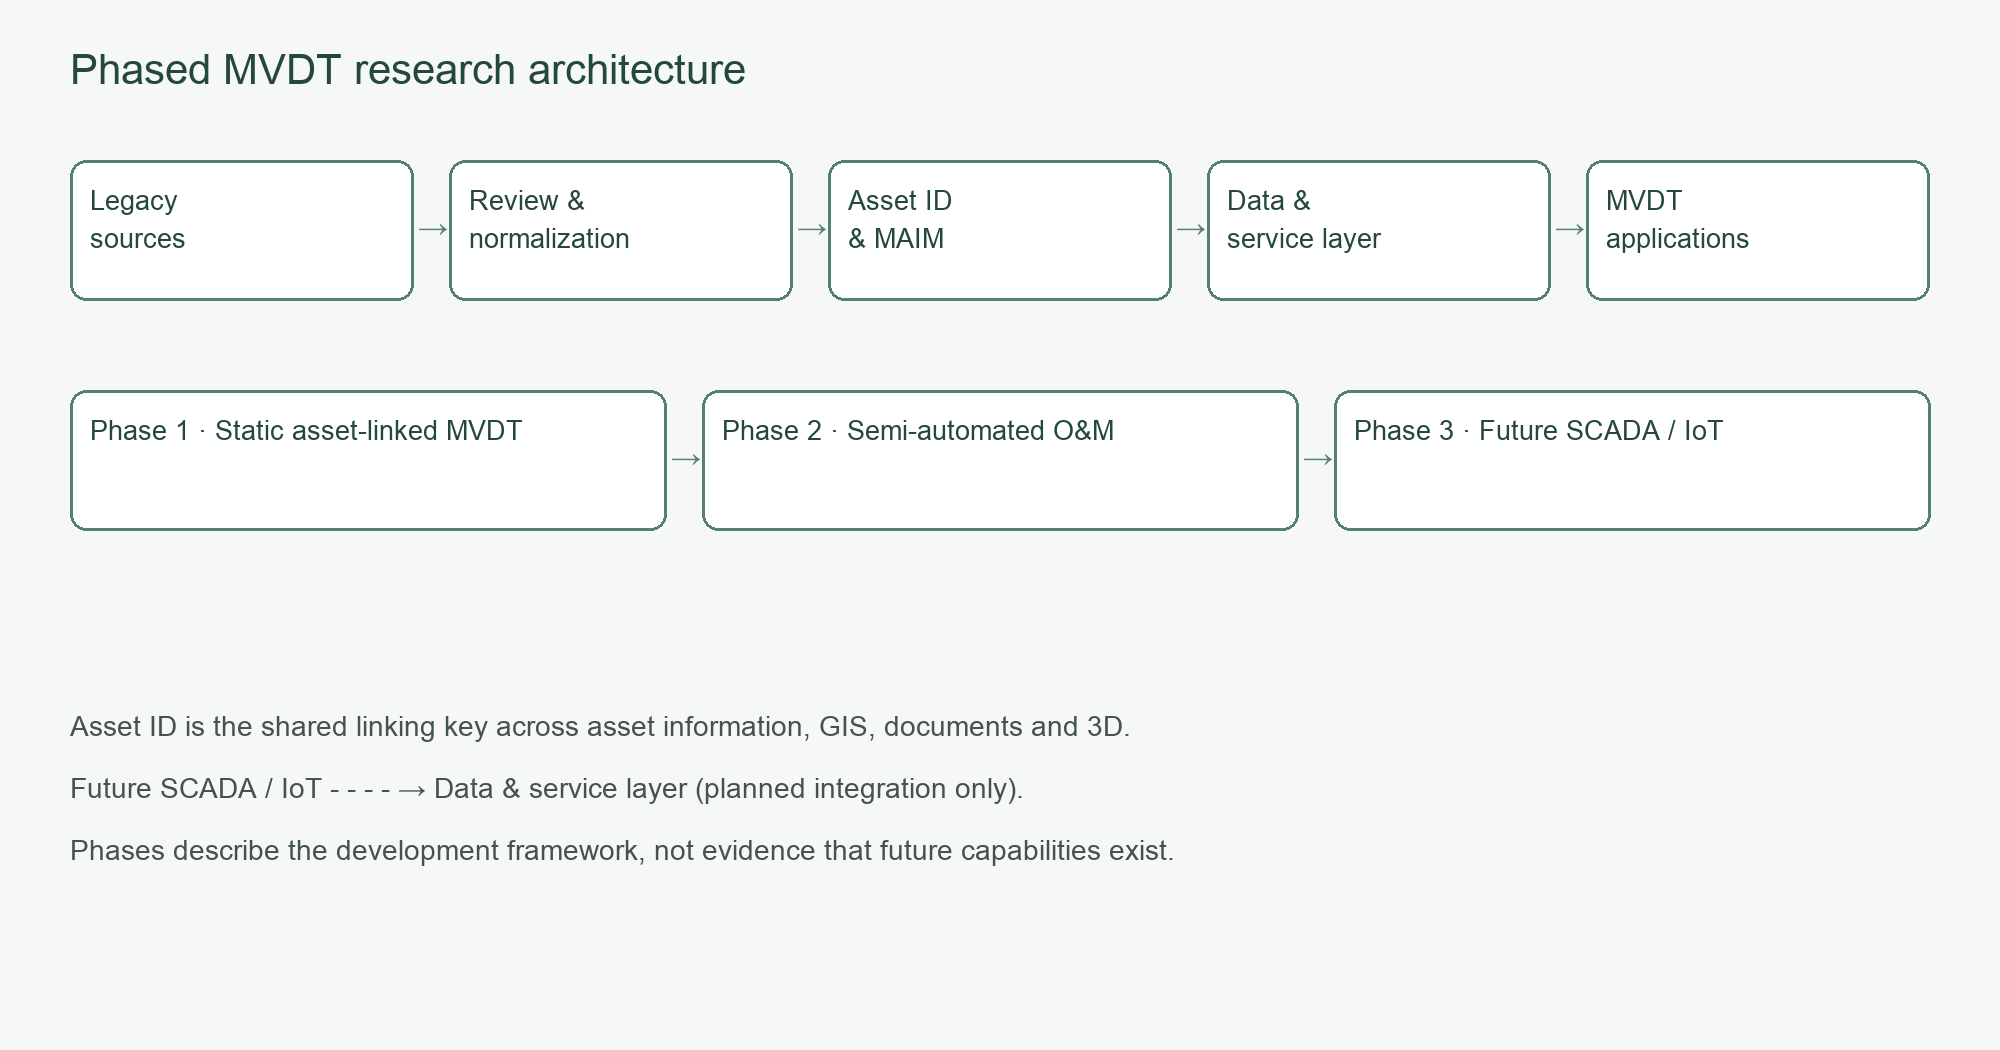 Phased MVDT research architecture
Legacy
sources
→
Review &
normalization
→
Asset ID
& MAIM
→
Data &
service layer
→
MVDT
applications
Phase 1 · Static asset-linked MVDT
→
Phase 2 · Semi-automated O&M
→
Phase 3 · Future SCADA / IoT
Asset ID is the shared linking key across asset information, GIS, documents and 3D.
Future SCADA / IoT - - - - → Data & service layer (planned integration only).
Phases describe the development framework, not evidence that future capabilities exist.